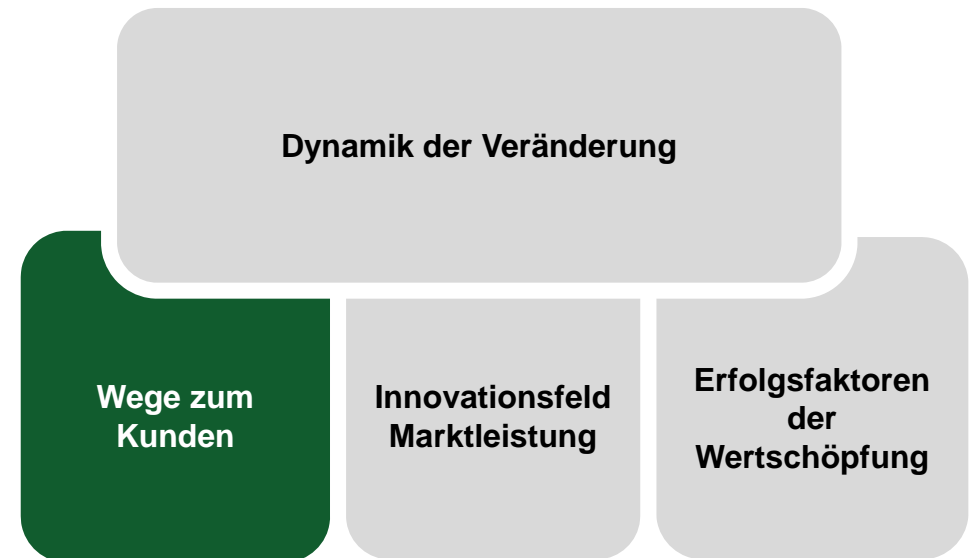 Dynamik der Veränderung
Wege zum
Kunden
Innovationsfeld
Marktleistung
Erfolgsfaktoren
der
Wertschöpfung